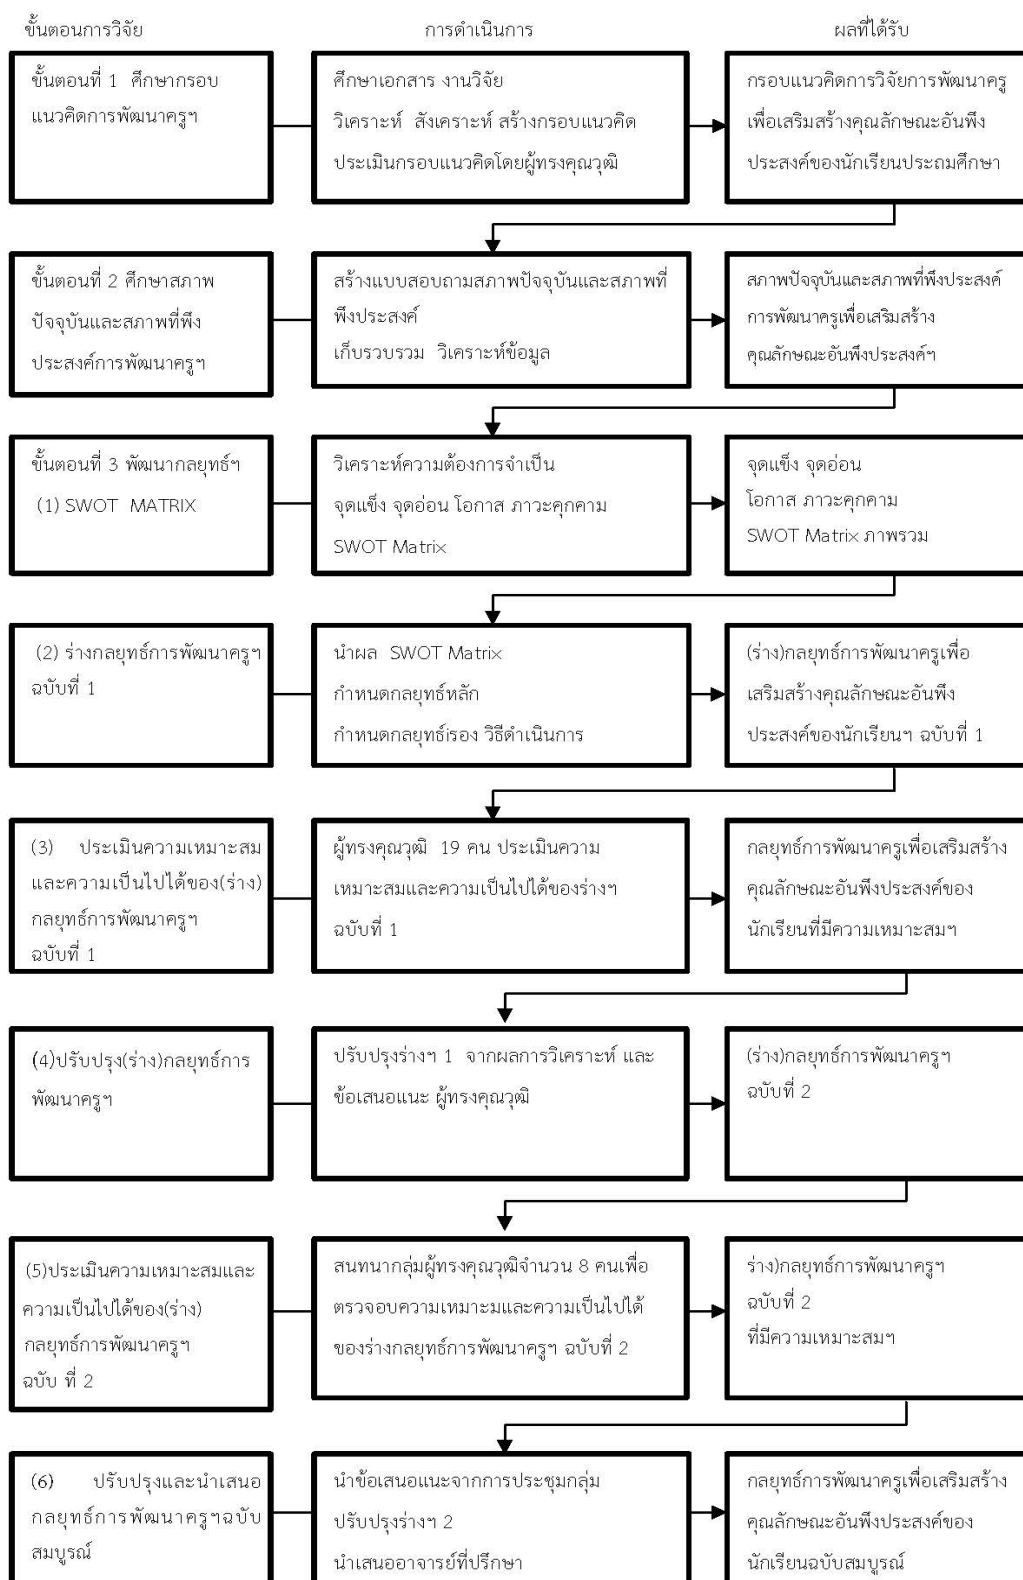 ขั้นตอนการวิจัย
การดำเนินการ
ผลที่ได้รับ
ขั้นตอนที่ 1 ศึกษากรอบ
แนวคิดการพัฒนาครูฯ
ศึกษาเอกสาร งานวิจัย
วิเคราะห์ สังเคราะห์ สร้างกรอบแนวคิด
ประเมินกรอบแนวคิดโดยผู้ทรงคุณวุฒิ
กรอบแนวคิดการวิจัยการพัฒนาครู
เพื่อเสริมสร้างคุณลักษณะอันพึง
ประสงค์ของนักเรียนประถมศึกษา
ขั้นตอนที่ 2 ศึกษาสภาพ
ปัจจุบันและสภาพที่พึง
ประสงค์การพัฒนาครูฯ
สร้างแบบสอบถามสภาพปัจจุบันและสภาพที่
พึงประสงค์
เก็บรวบรวม วิเคราะห์ข้อมูล
สภาพปัจจุบันและสภาพที่พึงประสงค์
การพัฒนาครูเพื่อเสริมสร้าง
คุณลักษณะอันพึงประสงค์ฯ
ขั้นตอนที่ 3 พัฒนากลยุทธ์ฯ
(1) SWOT MATRIX
วิเคราะห์ความต้องการจำเป็น
จุดแข็ง จุดอ่อน โอกาส ภาวะคุกคาม
SWOT Matrix
จุดแข็ง จุดอ่อน
โอกาส ภาวะคุกคาม
SWOT Matrix ภาพรวม
(2) ร่างกลยุทธ์การพัฒนาครูฯ
ฉบับที่ 1
นำผล SWOT Matrix
กำหนดกลยุทธ์หลัก
กำหนดกลยุทธ์รอง วิธีดำเนินการ
(ร่าง)กลยุทธ์การพัฒนาครูเพื่อ
เสริมสร้างคุณลักษณะอันพึง
ประสงค์ของนักเรียนฯ ฉบับที่ 1
(3) ประเมินความเหมาะสม
และความเป็นไปได้ของ(ร่าง)
กลยุทธ์การพัฒนาครูฯ
ฉบับที่ 1
ผู้ทรงคุณวุฒิ 19 คน ประเมินความ
เหมาะสมและความเป็นไปได้ของร่างฯ
ฉบับที่ 1
กลยุทธ์การพัฒนาครูเพื่อเสริมสร้าง
คุณลักษณะอันพึงประสงค์ของ
นักเรียนที่มีความเหมาะสมฯ
(4)ปรับปรุง(ร่าง)กลยุทธ์การ
พัฒนาครูฯ
ปรับปรุงร่างฯ 1 จากผลการวิเคราะห์ และ
ข้อเสนอแนะ ผู้ทรงคุณวุฒิ
(ร่าง)กลยุทธ์การพัฒนาครูฯ
ฉบับที่ 2
(5)ประเมินความเหมาะสมและ
ความเป็นไปได้ของ(ร่าง)
กลยุทธ์การพัฒนาครูฯ
ฉบับ ที่ 2
สนทนากลุ่มผู้ทรงคุณวุฒิจำนวน 8 คนเพื่อ
ตรวจอบความเหมาะมและความเป็นไปได้
ของร่างกลยุทธ์การพัฒนาครูฯ ฉบับที่ 2
ร่าง)กลยุทธ์การพัฒนาครูฯ
ฉบับที่ 2
ที่มีความเหมาะสมฯ
(6) ปรับปรุงและนำเสนอ
กลยุทธ์การพัฒนาครูฯฉบับ
สมบูรณ์
นำข้อเสนอแนะจากการประชุมกลุ่ม
ปรับปรุงร่างฯ 2
นำเสนออาจารย์ที่ปรึกษา
กลยุทธ์การพัฒนาครูเพื่อเสริมสร้าง
คุณลักษณะอันพึงประสงค์ของ
นักเรียนฉบับสมบูรณ์